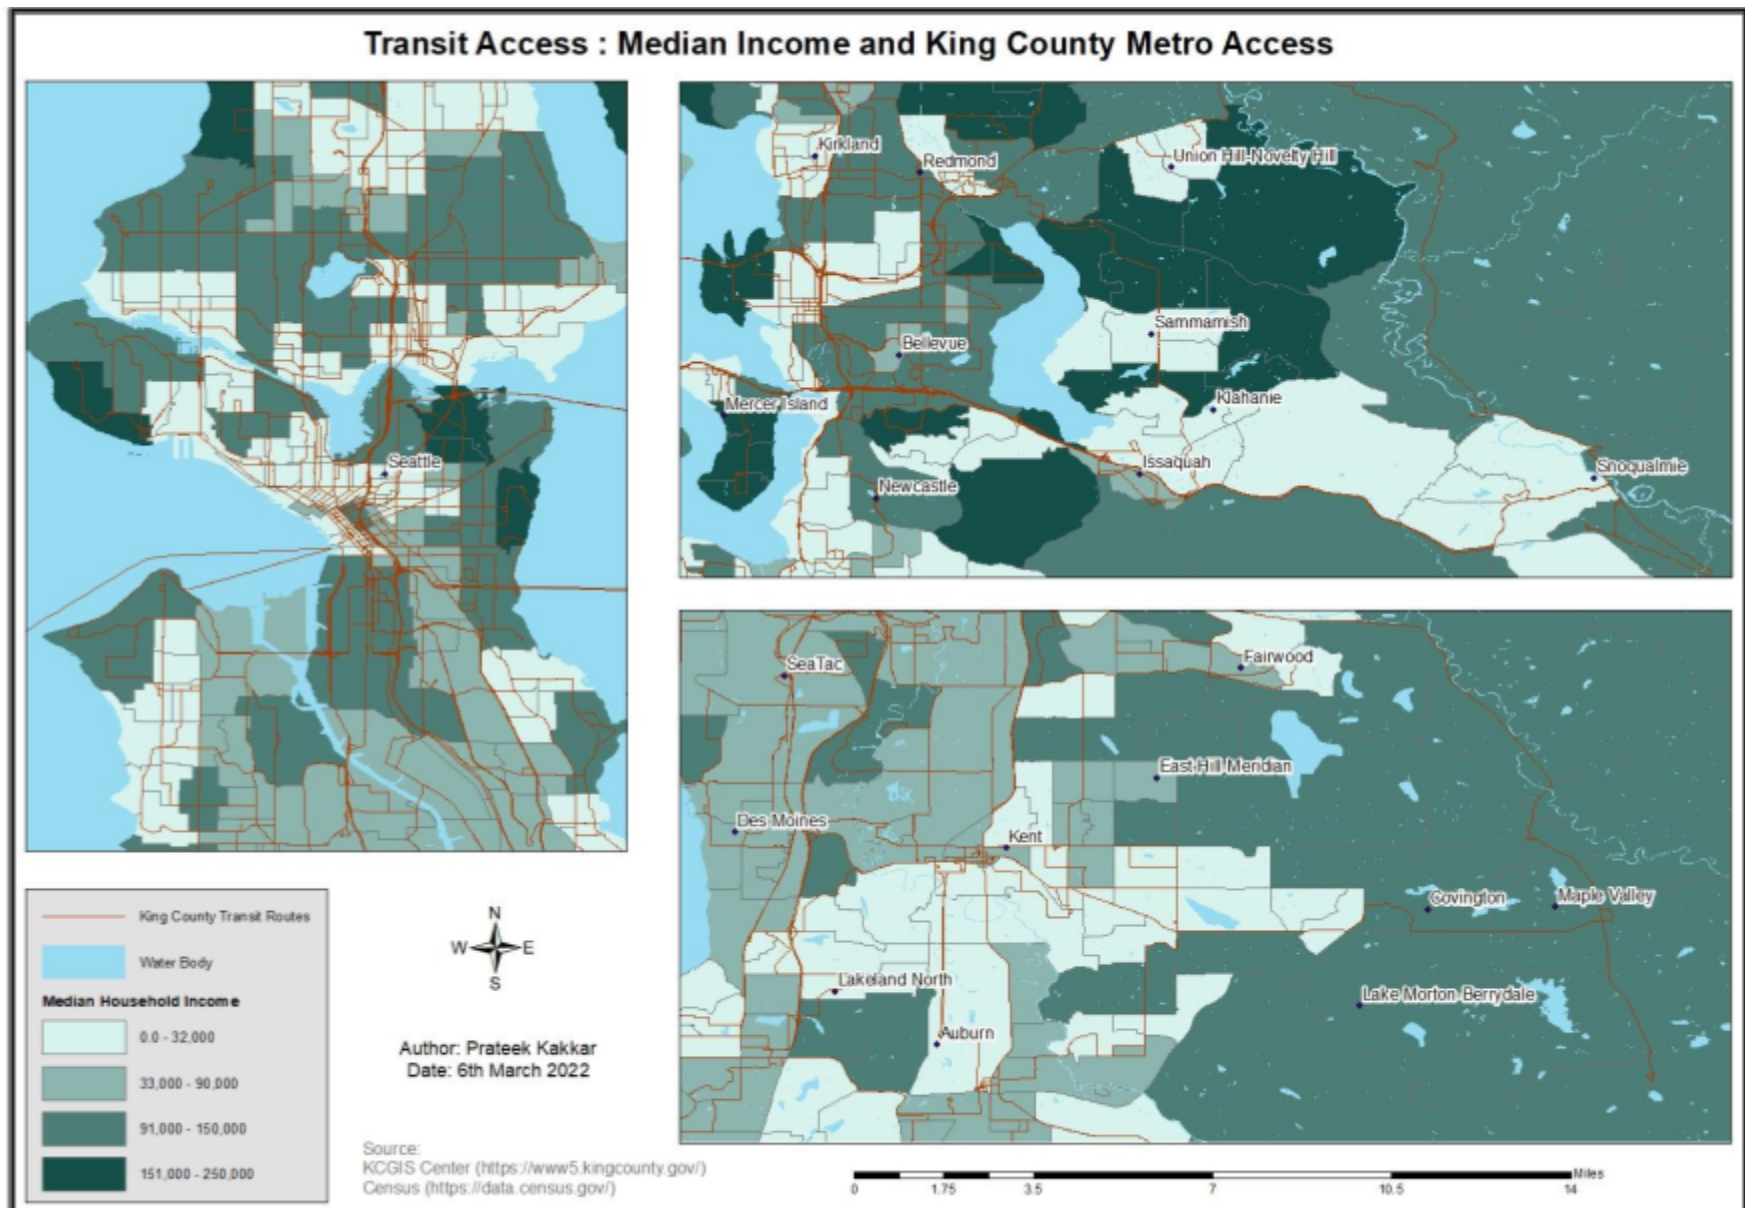 Transit Access : Median Income and King County Metro Access
Seattle
Kirkland
Redmond
Union Hill-Novelty Hill
Sammamish
Bellevue
Mercer Island
Klahanie
Issaquah
Snoqualmie
Newcastle
SeaTac
Fairwood
East Hill-Meridian
Des Moines
Kent
Covington
Maple Valley
Lakeland North
Lake Morton-Berrydale
Auburn
King County Transit Routes
Water Body
Median Household Income
0.0 - 32,000
33,000 - 90,000
91,000 - 150,000
151,000 - 250,000
N
W E
S
Author: Prateek Kakkar
Date: 6th March 2022
Source:
KCGIS Center (https://www5.kingcounty.gov/)
Census (https://data.census.gov/)
Miles
0 1.75 3.5 7 10.5 14